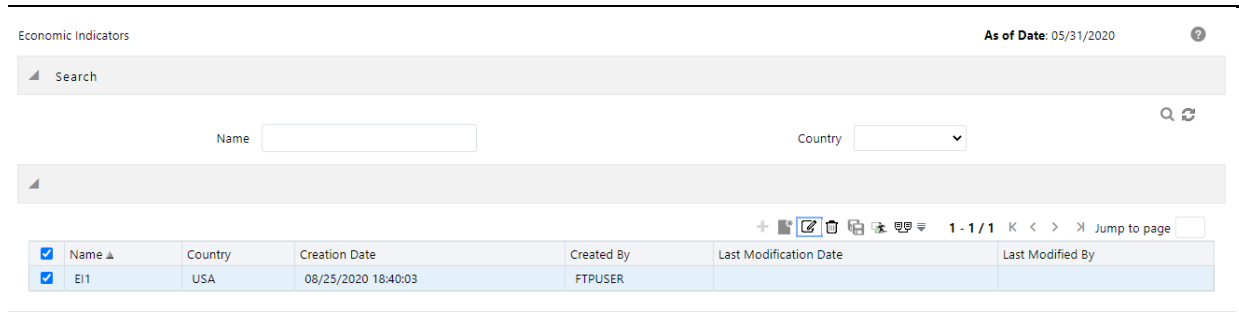 Economic Indicators As of Date: 05/31/2020
Search
Name Country
1 - 1 / 1 Jump to page
Name Country Creation Date Created By Last Modification Date Last Modified By
EI1 USA 08/25/2020 18:40:03 FTPUSER